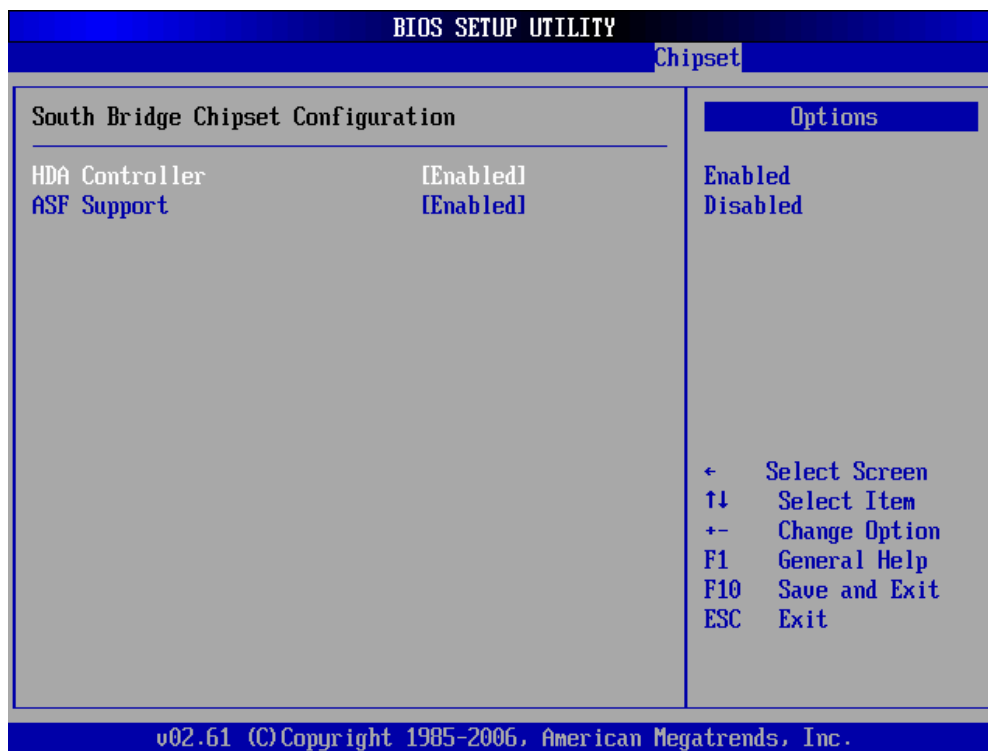 BIOS SETUP UTILITY
Chipset
South Bridge Chipset Configuration
HDA Controller [Enabled]
ASF Support [Enabled]
Options
Enabled
Disabled
← Select Screen
↑↓ Select Item
+- Change Option
F1 General Help
F10 Save and Exit
ESC Exit
v02.61 (C)Copyright 1985-2006, American Megatrends, Inc.